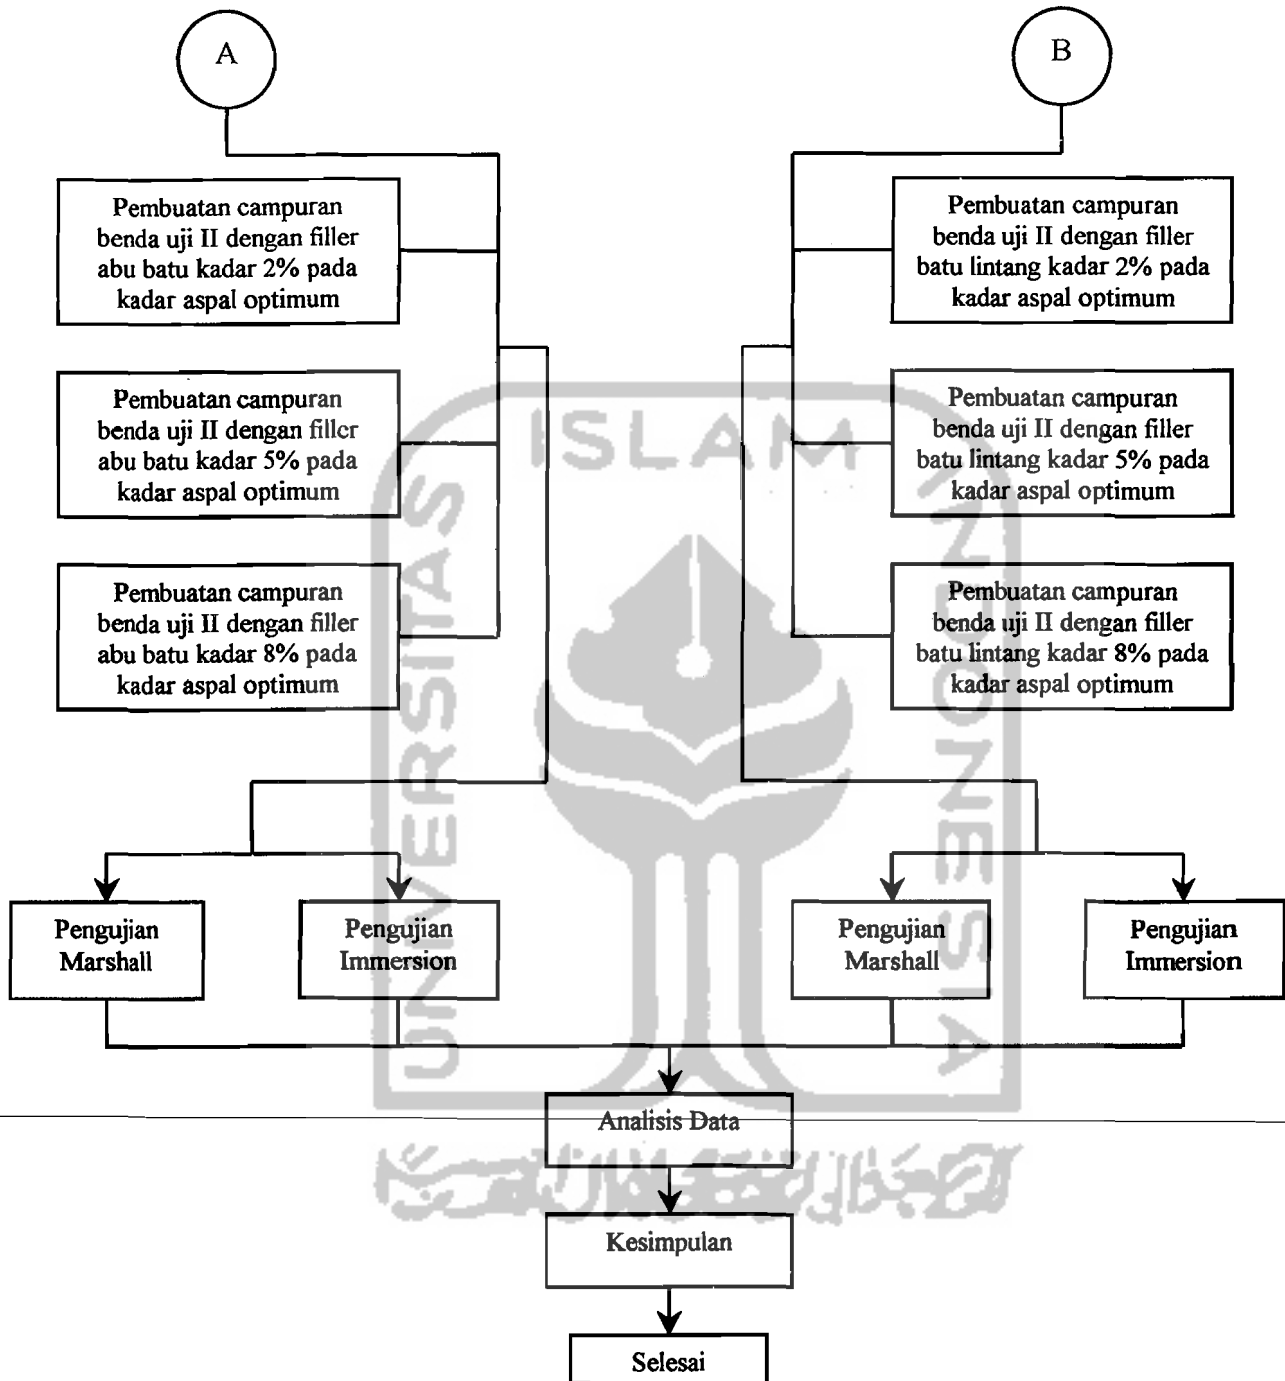 A
B
Pembuatan campuran
benda uji II dengan filler
abu batu kadar 2% pada
kadar aspal optimum
Pembuatan campuran
benda uji II dengan filler
batu lintang kadar 2% pada
kadar aspal optimum
Pembuatan campuran
benda uji II dengan filler
abu batu kadar 5% pada
kadar aspal optimum
Pembuatan campuran
benda uji II dengan filler
batu lintang kadar 5% pada
kadar aspal optimum
Pembuatan campuran
benda uji II dengan filler
abu batu kadar 8% pada
kadar aspal optimum
Pembuatan campuran
benda uji II dengan filler
batu lintang kadar 8% pada
kadar aspal optimum
Pengujian
Marshall
Pengujian
Immersion
Pengujian
Marshall
Pengujian
Immersion
Analisis Data
Kesimpulan
Selesai
UNIVERSITAS
ISLAM
INDONESIA